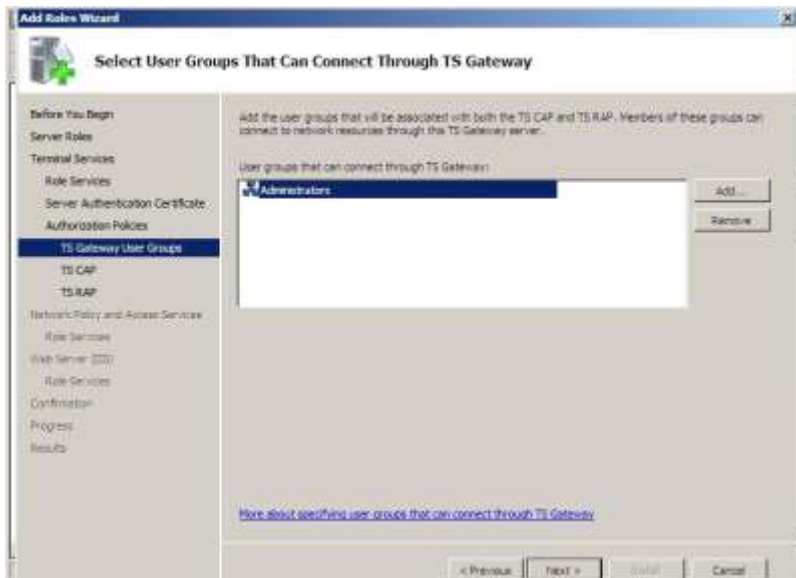 Add Roles Wizard
Select User Groups That Can Connect Through TS Gateway
Before You Begin
Server Roles
Terminal Services
Role Services
Server Authentication Certificate
Authorization Policies
TS Gateway User Groups
TS CAP
TS RAP
Network Policy and Access Services
Role Services
Web Server (IIS)
Role Services
Confirmation
Progress
Results
Add the user groups that will be associated with both the TS CAP and TS RAP. Members of these groups can
connect to network resources through this TS Gateway server.
User groups that can connect through TS Gateway:
Administrators
Add...
Remove
More about specifying user groups that can connect through TS Gateway
< Previous
Next >
Install
Cancel